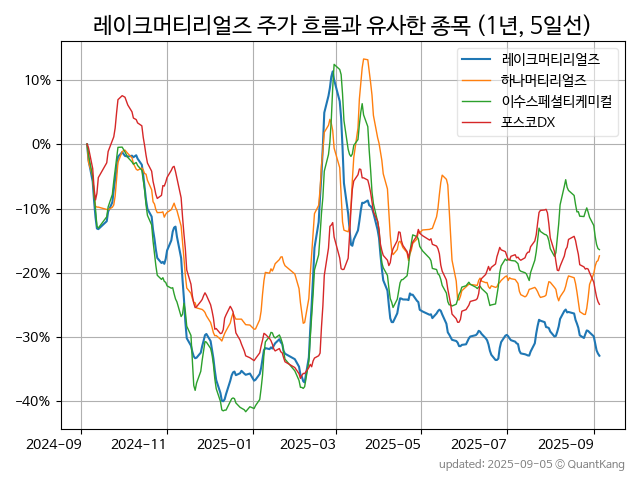 레이크머티리얼즈 주가 흐름과 유사한 종목 (1년, 5일선)
레이크머티리얼즈
하나머티리얼즈
이수스페셜티케미컬
포스코DX
10%
0%
−10%
−20%
−30%
−40%
2024-09 2024-11 2025-01 2025-03 2025-05 2025-07 2025-09
updated: 2025-09-05 © QuantKang